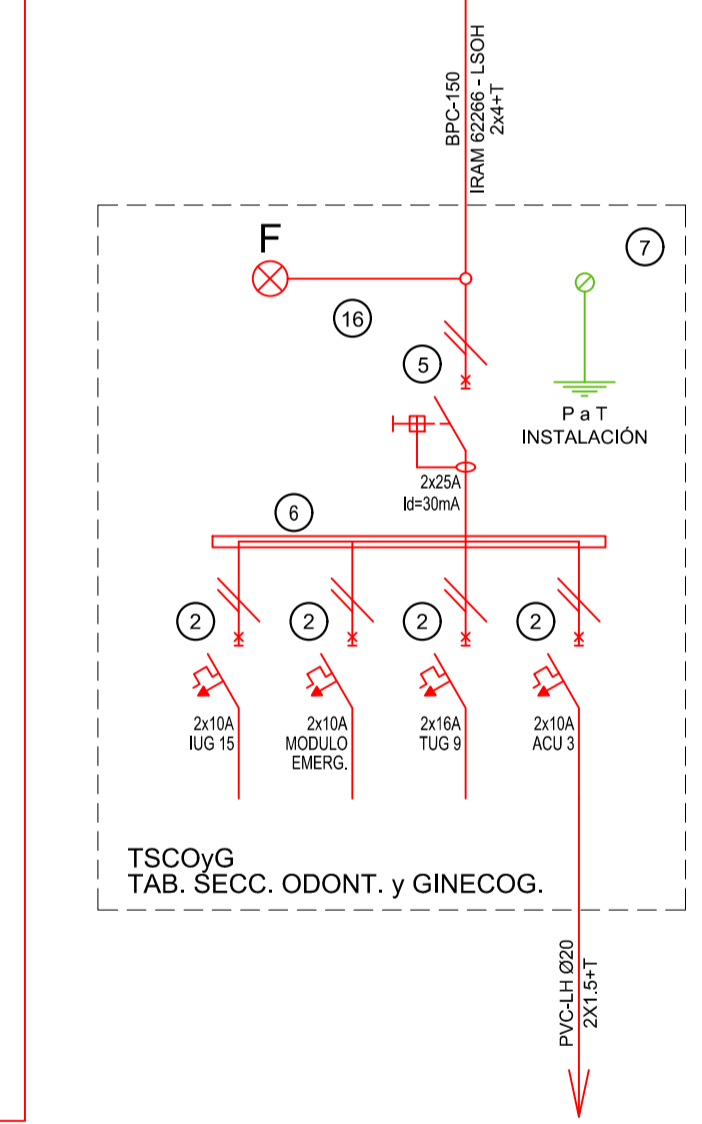 BPC-150
IRAM 62266 - LSOH
2x4+T
F
7
16
5
P a T
INSTALACIÓN
2x25A
Id=30mA
6
2
2
2
2
2x10A
IUG 15
2x10A
MODULO
EMERG.
2x16A
TUG 9
2x10A
ACU 3
TSCOyG
TAB. SECC. ODONT. y GINECOG.
PVC-LH Ø20
2X1.5+T